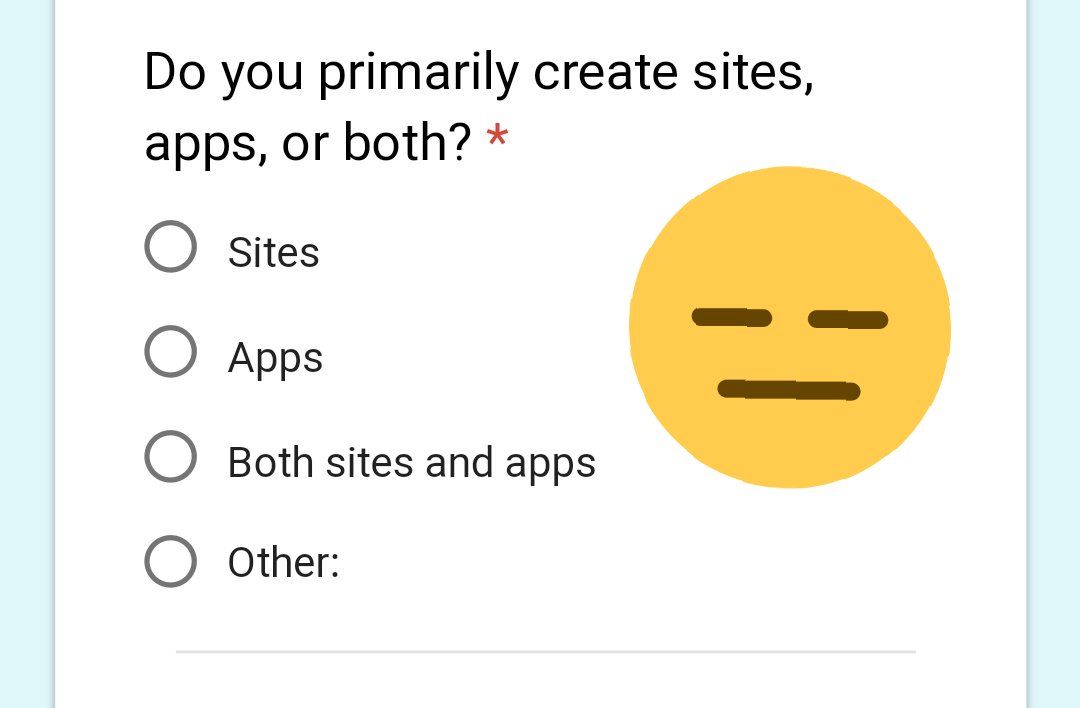 Do you primarily create sites,
apps, or both? *
Sites
Apps
Both sites and apps
Other: